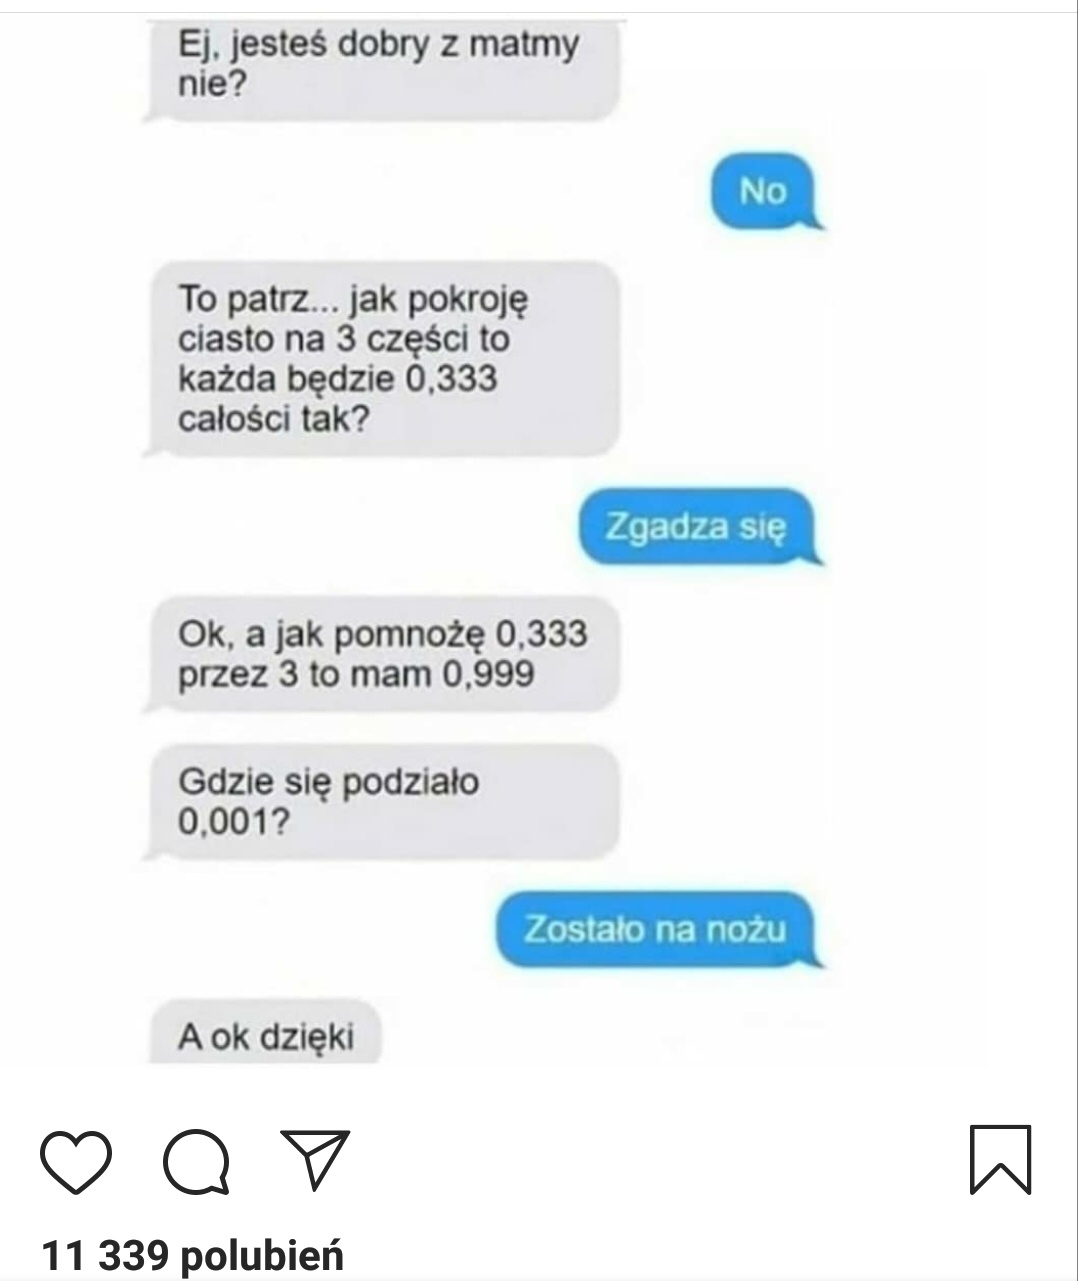 Ej, jesteś dobry z matmy
nie?
No
To patrz... jak pokroję
ciasto na 3 części to
każda będzie 0,333
całości tak?
Zgadza się
Ok, a jak pomnożę 0,333
przez 3 to mam 0,999
Gdzie się podziało
0,001?
Zostało na nożu
A ok dzięki
11 339 polubień